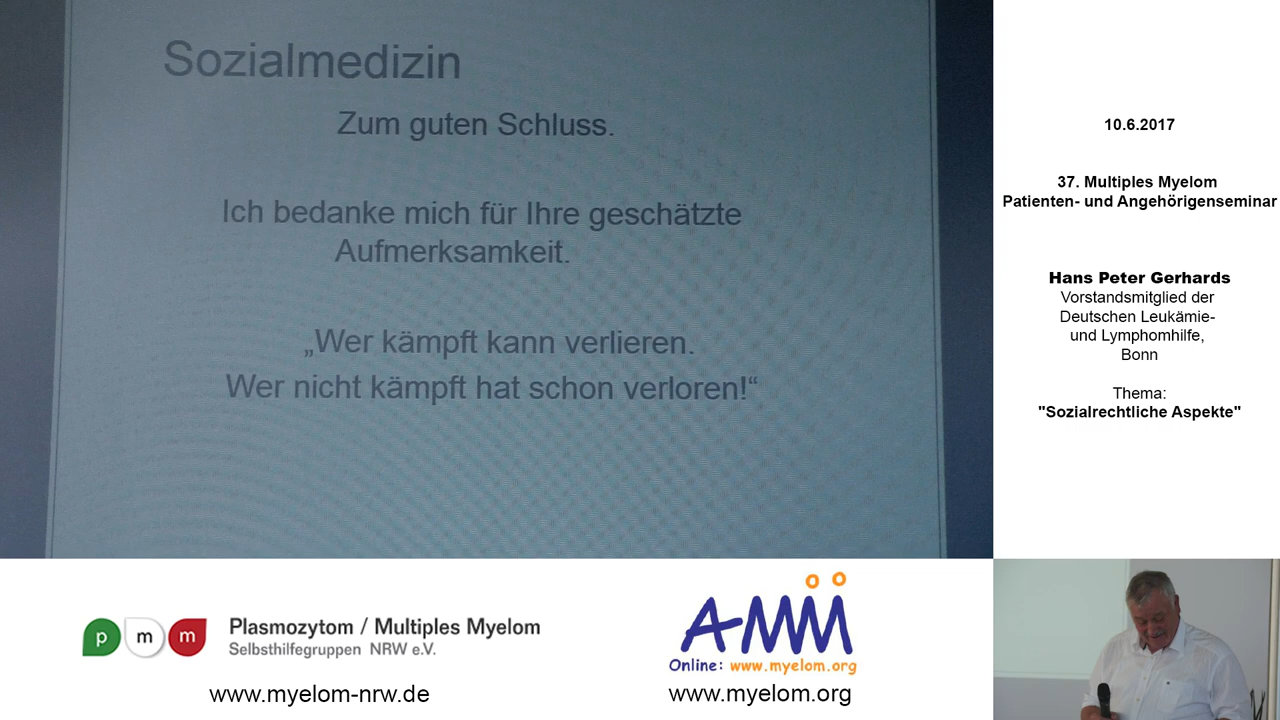 Sozialmedizin
Zum guten Schluss.
Ich bedanke mich für Ihre geschätzte
Aufmerksamkeit.
„Wer kämpft kann verlieren.
Wer nicht kämpft hat schon verloren!“
10.6.2017
37. Multiples Myelom
Patienten- und Angehörigenseminar
Hans Peter Gerhards
Vorstandsmitglied der
Deutschen Leukämie-
und Lymphomhilfe,
Bonn
Thema:
"Sozialrechtliche Aspekte"
p m m
Plasmozytom / Multiples Myelom
Selbsthilfegruppen NRW e.V.
www.myelom-nrw.de
AMM
Online: www.myelom.org
www.myelom.org